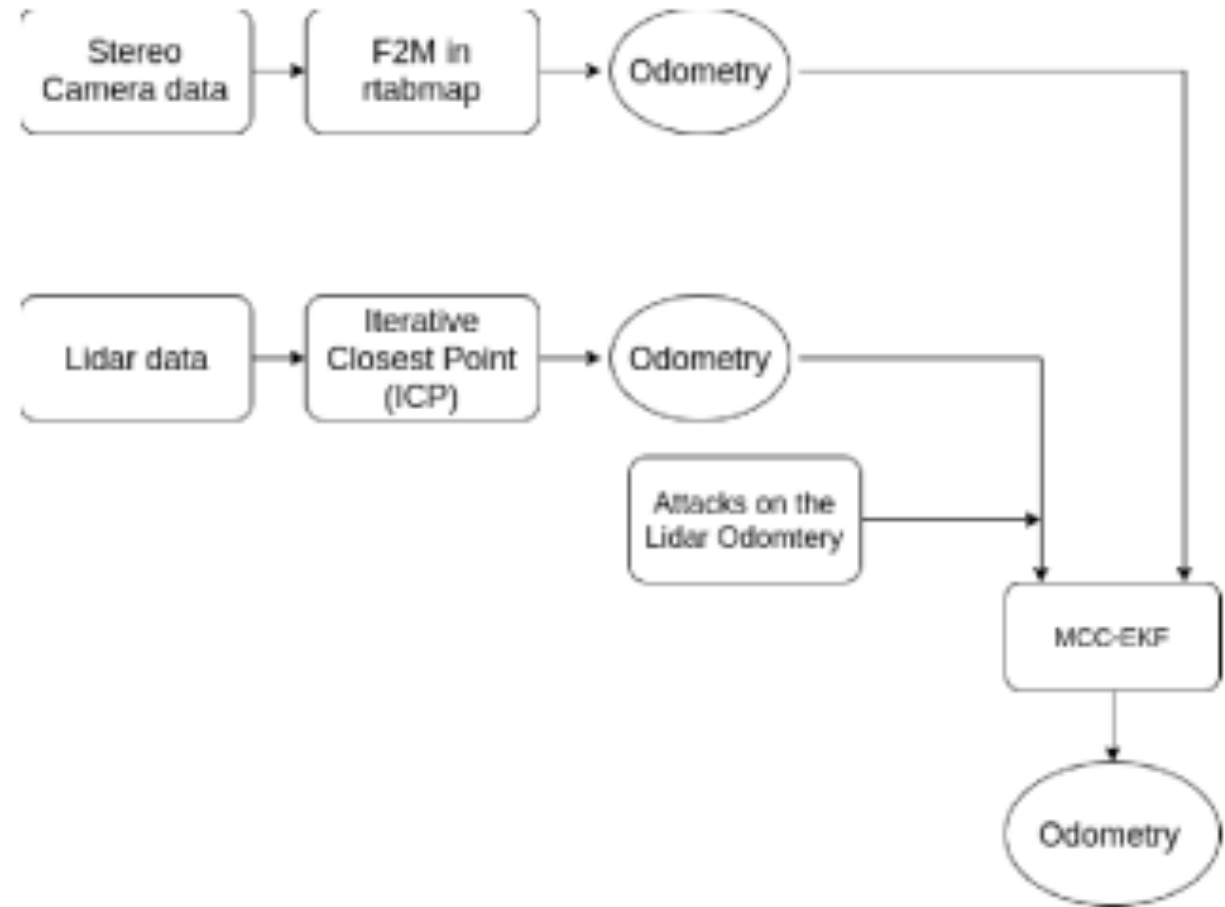 Stereo
Camera data
F2M in
rtabmap
Odometry
Lidar data
Iterative
Closest Point
(ICP)
Odometry
Attacks on the
Lidar Odomtery
MCC-EKF
Odometry